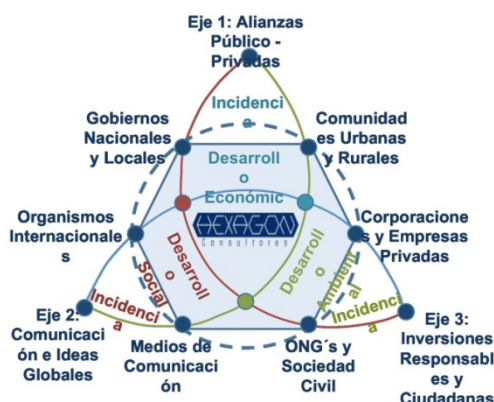 Eje 1: Alianzas
Público -
Privadas
Incidenci
a
Gobiernos
Nacionales
y Locales
Comunidad
es Urbanas
y Rurales
Desarroll
o
Económic
o
HEXAGON
Consultores
Organismos
Internacionale
s
Corporacione
s y Empresas
Privadas
Desarroll
o
Social
Desarroll
o
Ambiental
Incidenci
a
Incidenci
a
Eje 2:
Comunicaci
ón e Ideas
Globales
Medios de
Comunicaci
ón
ONG´s y
Sociedad
Civil
Eje 3:
Inversiones
Responsabl
es y
Ciudadanas